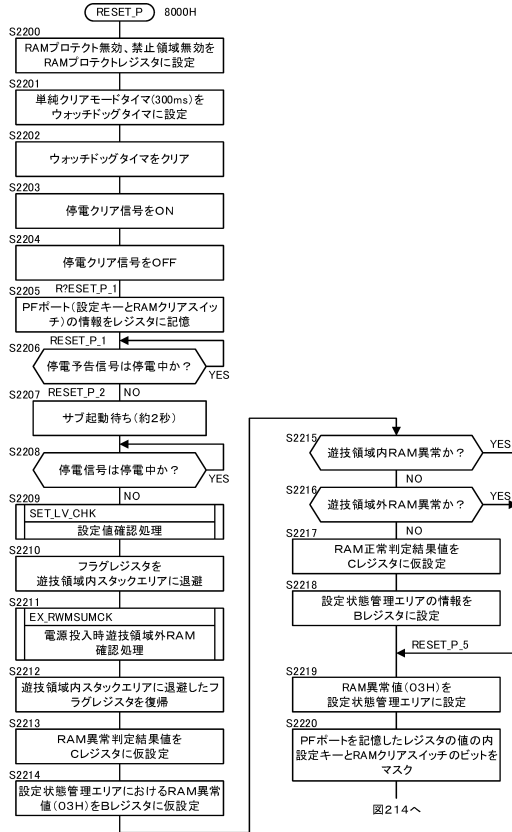 RESET_P
8000H
S2200
RAMプロテクト無効、禁止領域無効を
RAMプロテクトレジスタに設定
S2201
単純クリアモードタイマ(300ms)を
ウォッチドッグタイマに設定
S2202
ウォッチドッグタイマをクリア
S2203
停電クリア信号をON
S2204
停電クリア信号をOFF
R?ESET_P_1
S2205
PFポート(設定キーとRAMクリアスイッ
チ)の情報をレジスタに記憶
RESET_P_1
S2206
停電予告信号は停電中か?
YES
NO
RESET_P_2
S2207
サブ起動待ち(約2秒)
S2208
停電信号は停電中か?
YES
NO
S2209
SET_LV_CHK
設定値確認処理
S2210
フラグレジスタを
遊技領域内スタックエリアに退避
S2211
EX_RWMSUMCK
電源投入時遊技領域外RAM
確認処理
S2212
遊技領域内スタックエリアに退避したフ
ラグレジスタを復帰
S2213
RAM異常判定結果値を
Cレジスタに仮設定
S2214
設定状態管理エリアにおけるRAM異常
値(03H)をBレジスタに仮設定
S2215
遊技領域内RAM異常か?
YES
NO
S2216
遊技領域外RAM異常か?
YES
NO
S2217
RAM正常判定結果値を
Cレジスタに仮設定
S2218
設定状態管理エリアの情報を
Bレジスタに設定
RESET_P_5
S2219
RAM異常値(03H)を
設定状態管理エリアに設定
S2220
PFポートを記憶したレジスタの値の内
設定キーとRAMクリアスイッチのビットを
マスク
図214へ